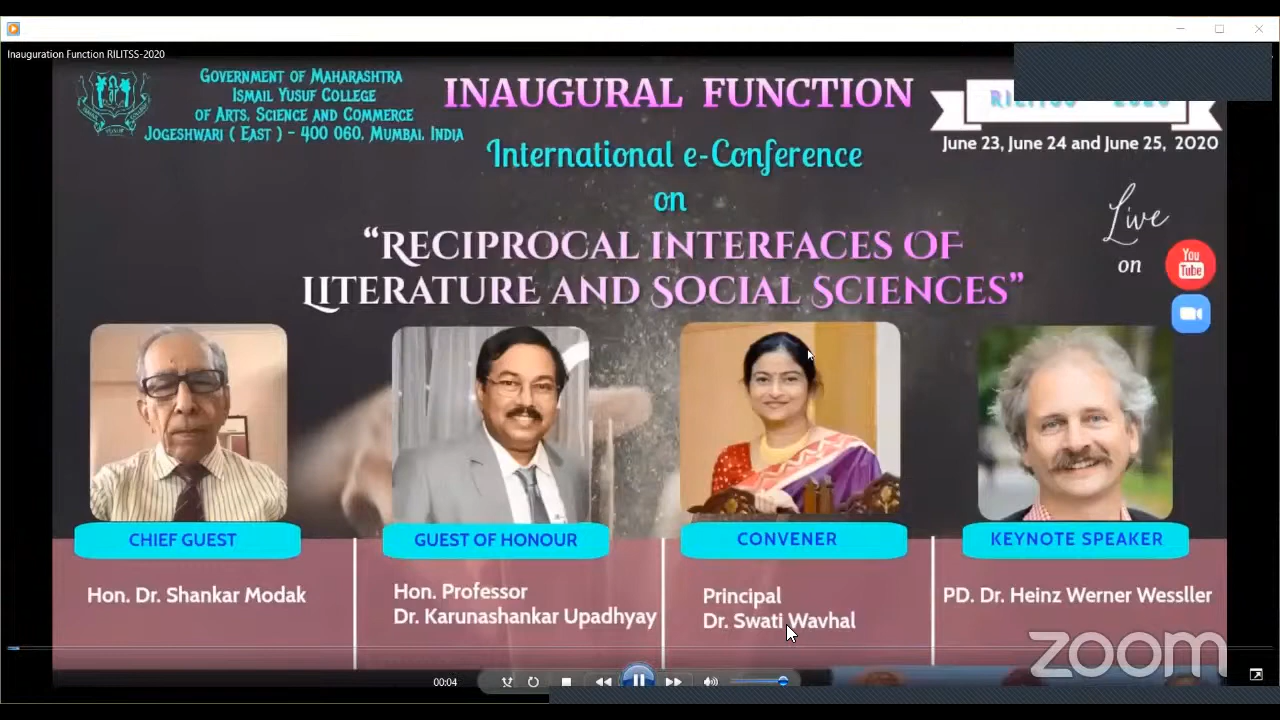 Inauguration Function RILITSS-2020
GOVERNMENT OF MAHARASHTRA
ISMAIL YUSUF COLLEGE
OF ARTS, SCIENCE AND COMMERCE
JOGESHWARI ( EAST ) - 400 060, MUMBAI, INDIA
INAUGURAL FUNCTION
June 23, June 24 and June 25, 2020
International e-Conference
on
“RECIPROCAL INTERFACES OF
LITERATURE AND SOCIAL SCIENCES”
Live
on
You
Tube
CHIEF GUEST
Hon. Dr. Shankar Modak
GUEST OF HONOUR
Hon. Professor
Dr. Karunashankar Upadhyay
CONVENER
Principal
Dr. Swati Wavhal
KEYNOTE SPEAKER
PD. Dr. Heinz Werner Wessller
zoom
00:04